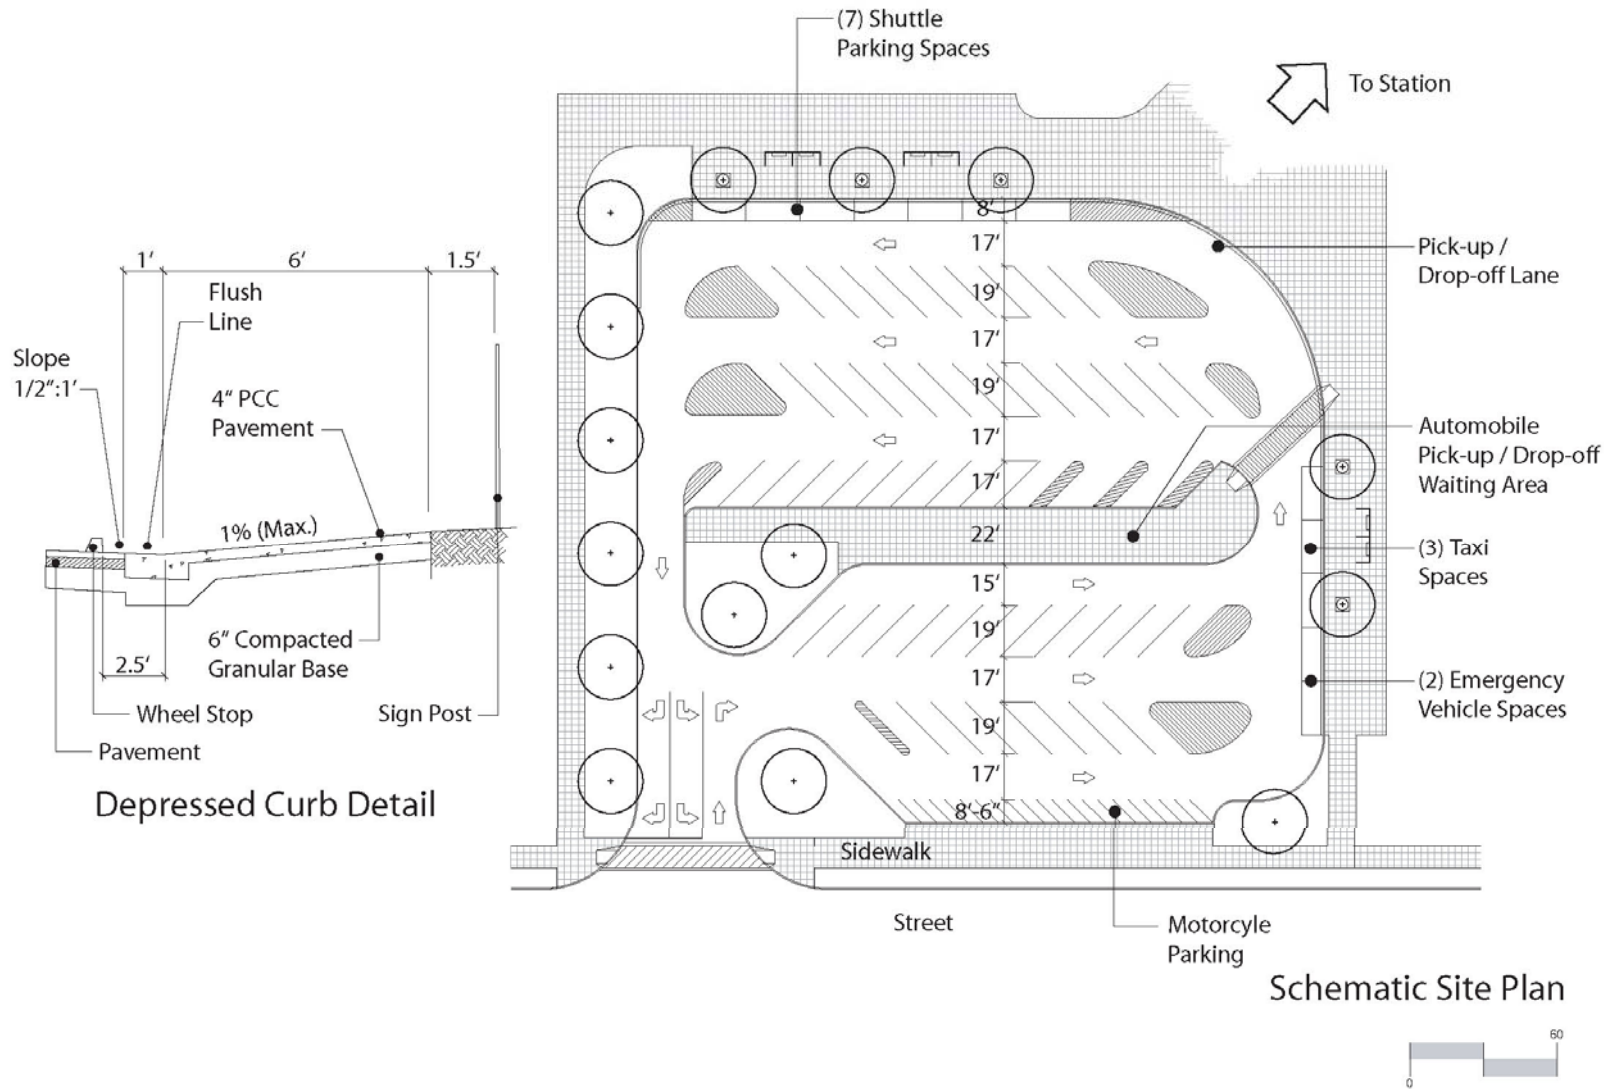 (7) Shuttle
Parking Spaces
To Station
8'
17'
19'
17'
19'
17'
17'
22'
15'
19'
17'
19'
17'
8'-6"
Pick-up /
Drop-off Lane
Automobile
Pick-up / Drop-off
Waiting Area
(3) Taxi
Spaces
(2) Emergency
Vehicle Spaces
Sidewalk
Street
Motorcyle
Parking
Schematic Site Plan
0
60
1'
6'
1.5'
Flush
Line
Slope
1/2":1'
4" PCC
Pavement
1% (Max.)
6" Compacted
Granular Base
2.5'
Wheel Stop
Sign Post
Pavement
Depressed Curb Detail